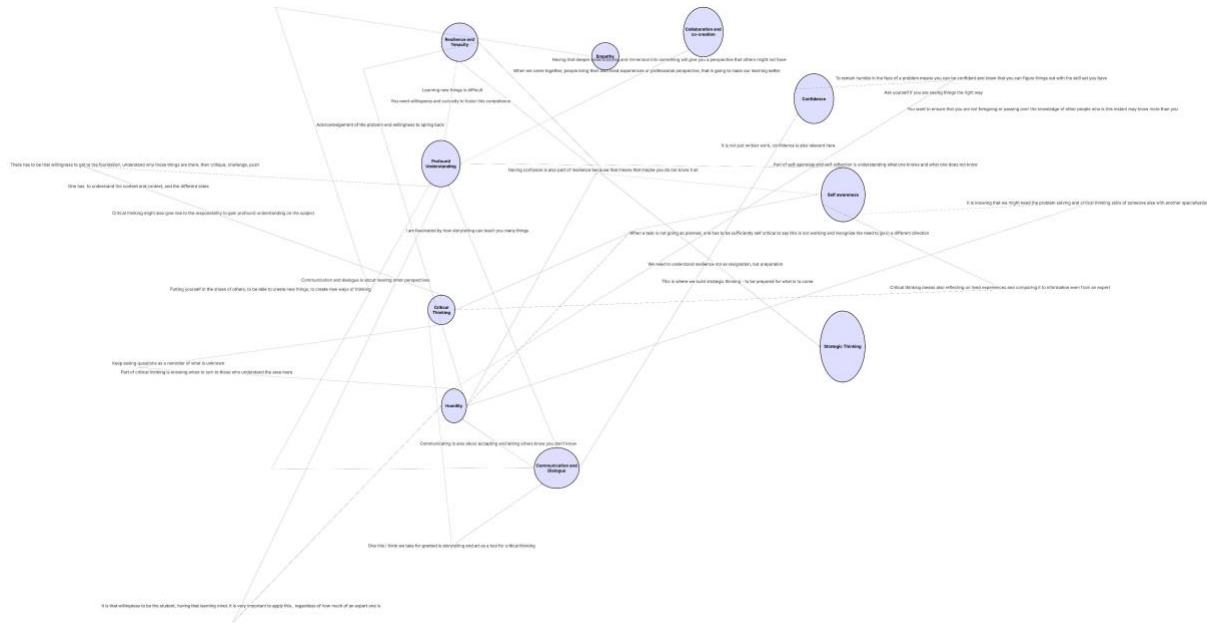 Resilience and
Tenacity
Collaboration and
co-creation
Empathy
Having that deeper understanding and immersion into something will give you a perspective that others might not have
When we come together, people bring their lived experiences or professional perspective, that is going to make our learning better
To remain humble in the face of a problem means you can be confident and know that you can figure things out with the skill set you have
Learning new things is difficult
Ask yourself if you are seeing things the right way
You need willingness and curiosity to foster this competence
Confidence
You want to ensure that you are not foregoing or passing over the knowledge of other people who in this instant may know more than you
Acknowledgement of the problem and willingness to spring back
It is not just written work, confidence is also relevant here
Profound
Understanding
There has to be that willingness to get to the foundation, understand why those things are there, then critique, challenge, push
Part of self-appraisal and self-reflection is understanding what one knows and what one does not know
Having confusion is also part of resilience because that means that maybe you do not know it all
One has to understand the context and content, and the different sides
Self awareness
It is knowing that we might need the problem solving and critical thinking skills of someone else with another specialisation
Critical thinking might also give rise to the responsibility to gain profound understanding on the subject
I am fascinated by how storytelling can teach you many things
When a task is not going as planned, one has to be sufficiently self critical to say this is not working and recognise the need to go in a different direction
We need to understand resilience not as resignation, but preparation
Communication and dialogue is about hearing other perspectives
This is where we build strategic thinking - to be prepared for what is to come
Putting yourself in the shoes of others, to be able to create new things, to create new ways of thinking
Critical thinking means also reflecting on lived experiences and comparing it to information even from an expert
Critical
Thinking
Strategic Thinking
Keep asking questions as a reminder of what is unknown
Part of critical thinking is knowing when to turn to those who understand the area more
Humility
Communicating is also about accepting and letting others know you don't know
Communication and
Dialogue
One this I think we take for granted is storytelling and art as a tool for critical thinking
It is that willingness to be the student, having that learning mind. It is very important to apply this, regardless of how much of an expert one is